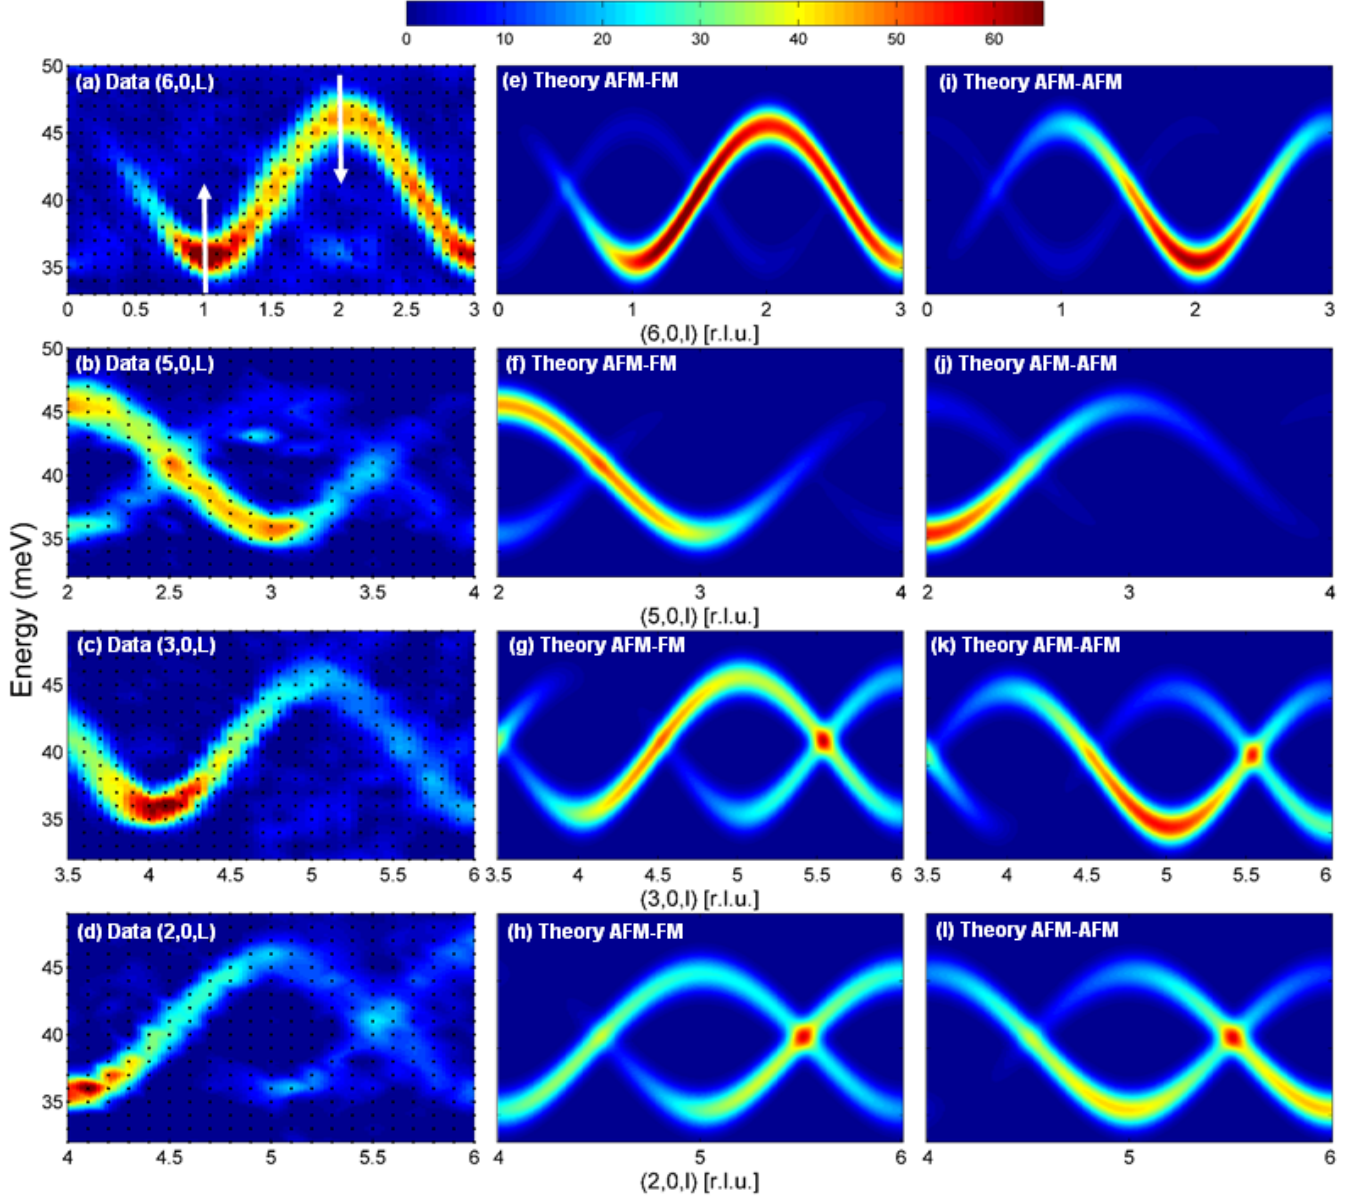 0 10 20 30 40 50 60
50 (a) Data (6,0,L) (e) Theory AFM-FM (i) Theory AFM-AFM
45
40
35
0 0.5 1 1.5 2 2.5 3 0 1 2 3 0 1 2 3
(6,0,l) [r.l.u.]
50 (b) Data (5,0,L) (f) Theory AFM-FM (j) Theory AFM-AFM
45
40
35
2 2.5 3 3.5 4 2 3 4 2 3 4
(5,0,l) [r.l.u.]
Energy (meV)
(c) Data (3,0,L) (g) Theory AFM-FM (k) Theory AFM-AFM
45
40
35
3.5 4 4.5 5 5.5 6 3.5 4 4.5 5 5.5 6 3.5 4 4.5 5 5.5 6
(3,0,l) [r.l.u.]
(d) Data (2,0,L) (h) Theory AFM-FM (l) Theory AFM-AFM
45
40
35
4 4.5 5 5.5 6 4 5 6 4 5 6
(2,0,l) [r.l.u.]